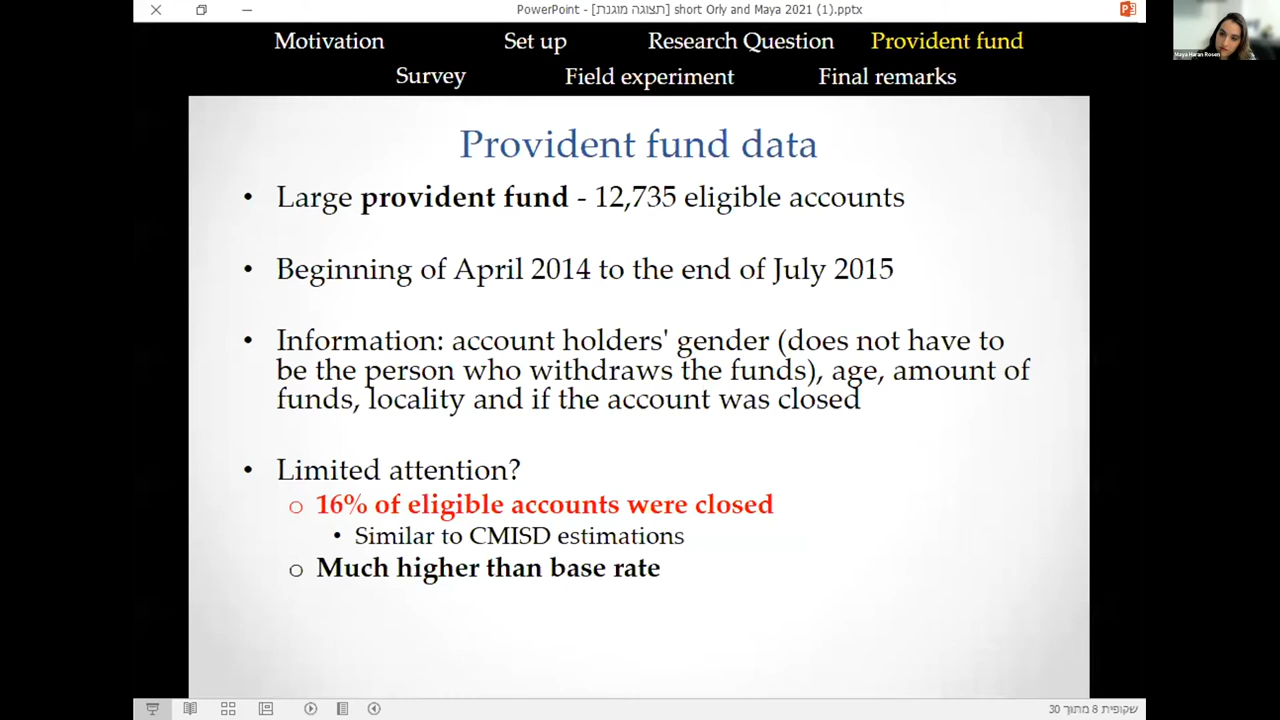 PowerPoint - [תצוגה מוגנת] short Orly and Maya 2021 (1).pptx
Motivation Set up Research Question Provident fund
Survey Field experiment Final remarks
Maya Haran Rosen
Provident fund data
• Large provident fund - 12,735 eligible accounts
• Beginning of April 2014 to the end of July 2015
• Information: account holders' gender (does not have to
be the person who withdraws the funds), age, amount of
funds, locality and if the account was closed
• Limited attention?
o 16% of eligible accounts were closed
• Similar to CMISD estimations
o Much higher than base rate
שקופית 8 מתוך 30